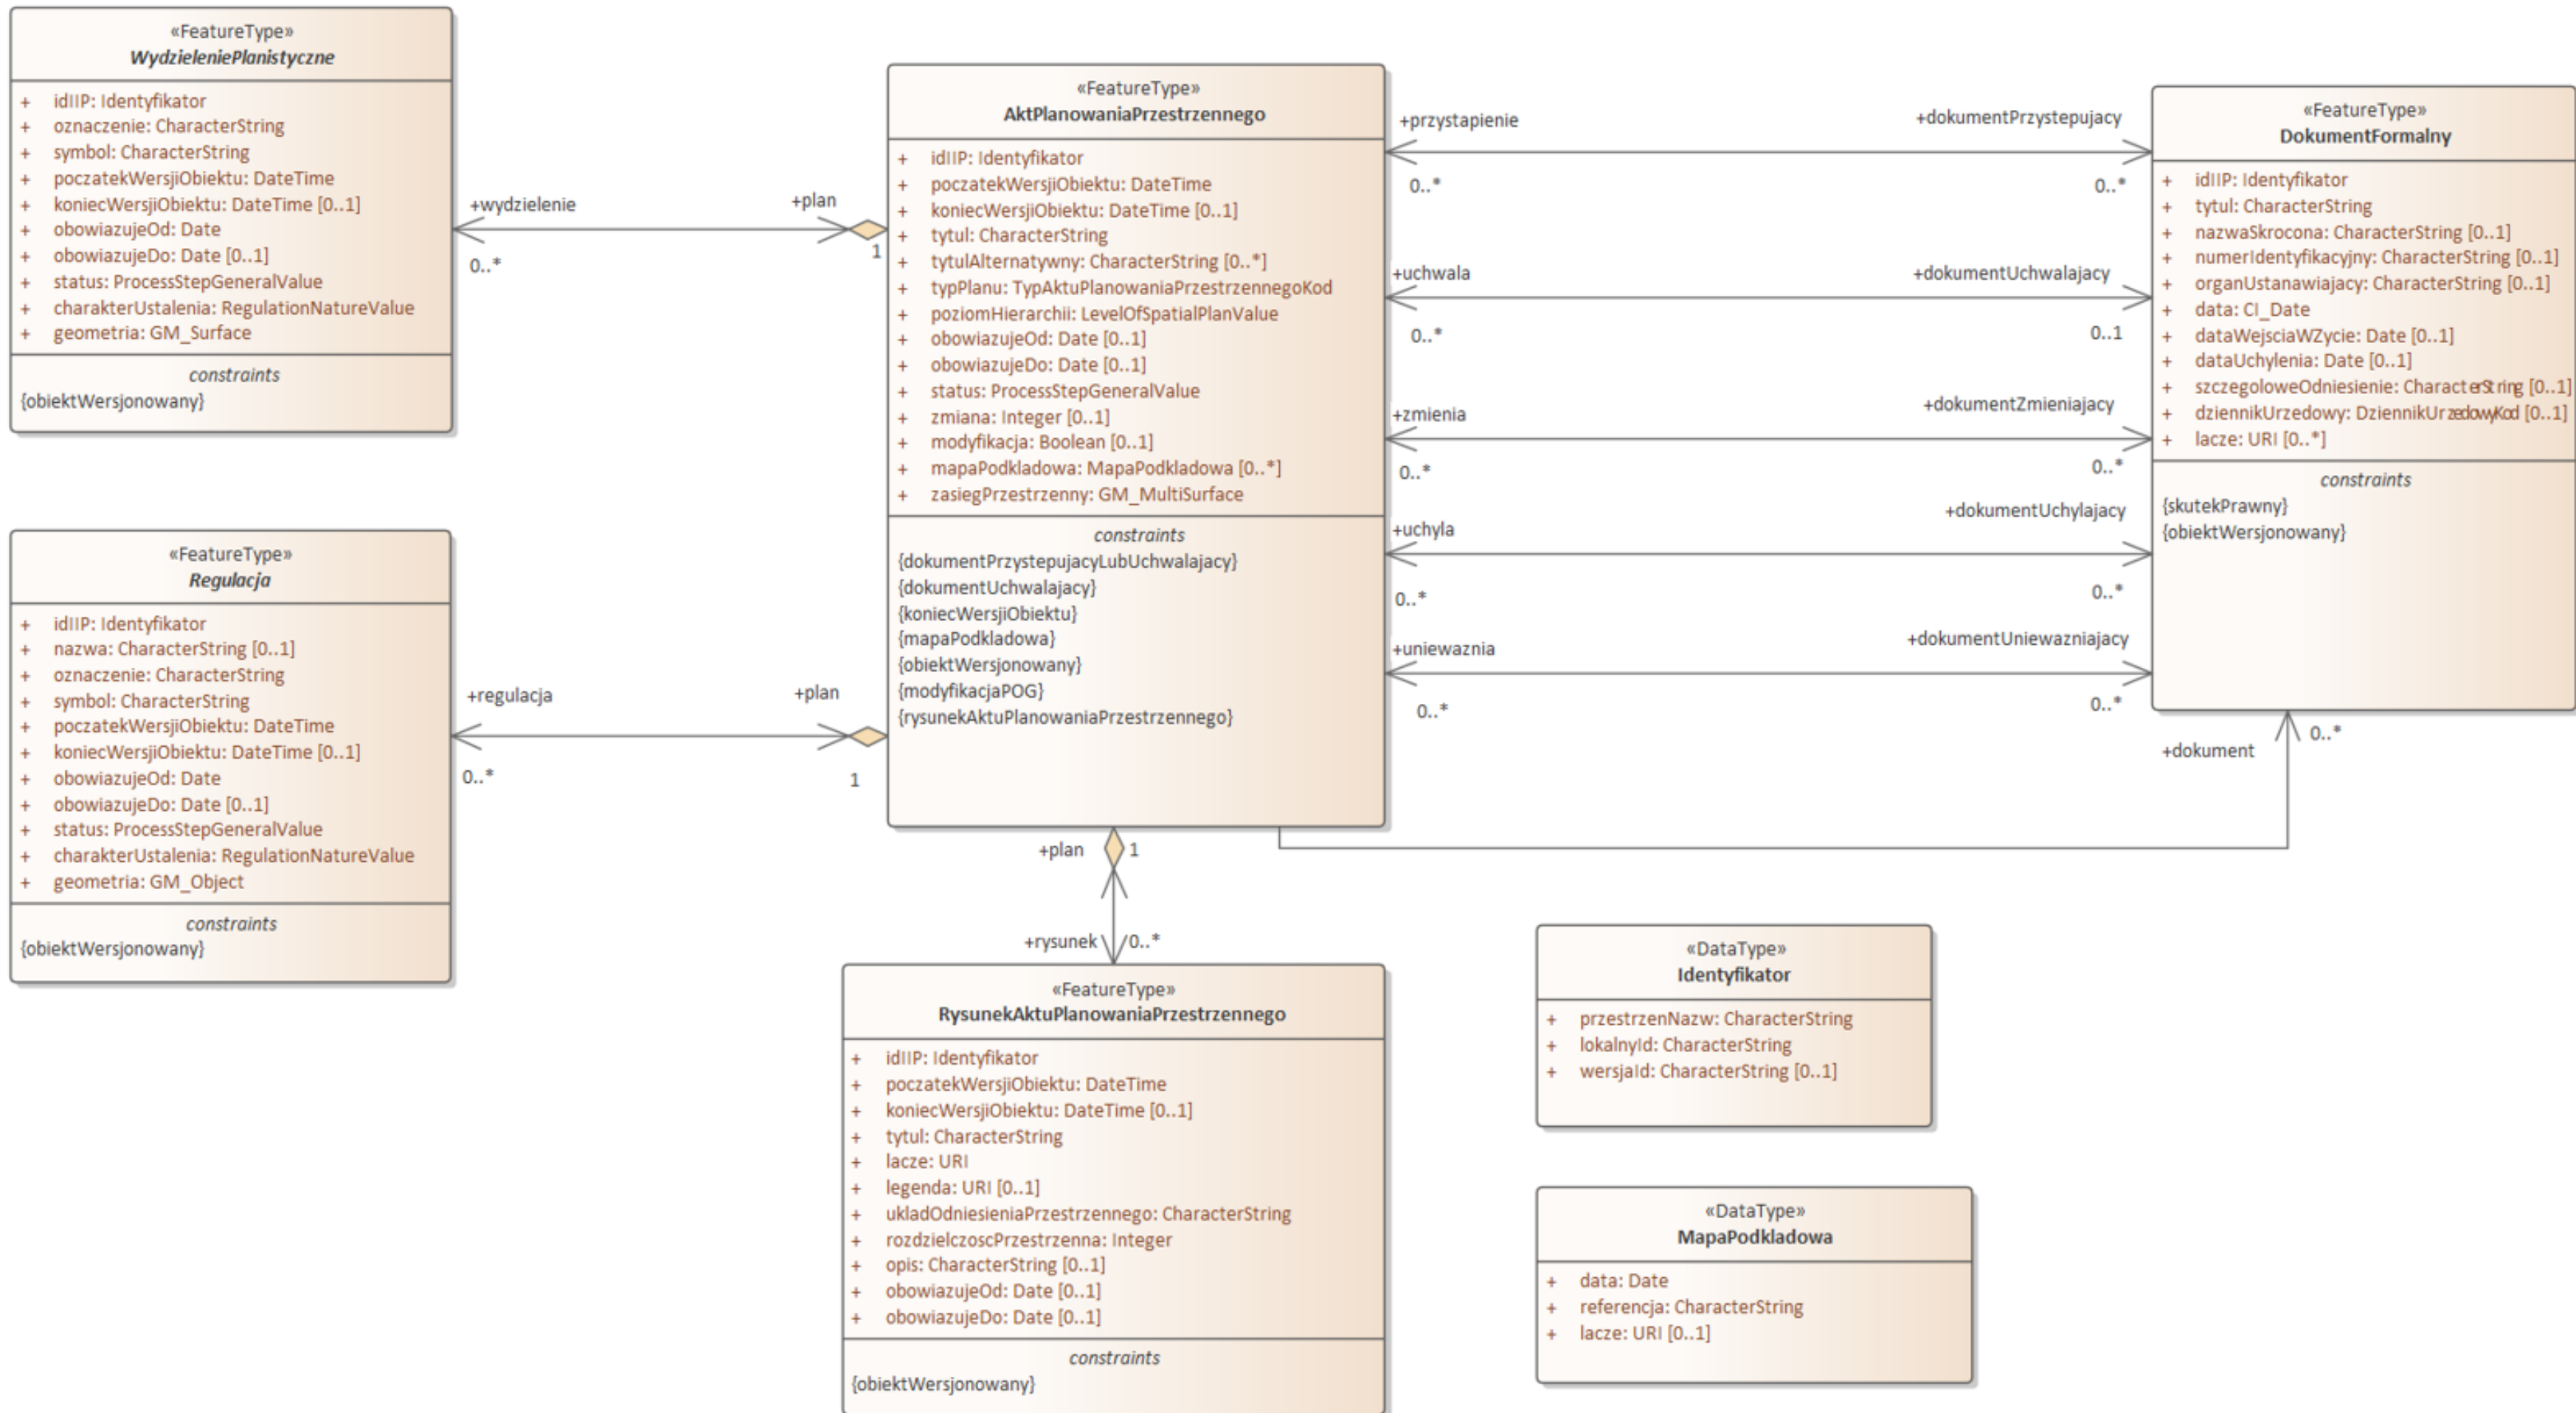 «FeatureType»
WydzieleniePlanistyczne
+ idIIP: Identyfikator
+ oznaczenie: CharacterString
+ symbol: CharacterString
+ poczatekWersjiObiektu: DateTime
+ koniecWersjiObiektu: DateTime [0..1]
+ obowiazujeOd: Date
+ obowiazujeDo: Date [0..1]
+ status: ProcessStepGeneralValue
+ charakterUstalenia: RegulationNatureValue
+ geometria: GM_Surface
constraints
{obiektWersjonowany}
+wydzielenie
0..*
+plan
1
«FeatureType»
Regulacja
+ idIIP: Identyfikator
+ nazwa: CharacterString [0..1]
+ oznaczenie: CharacterString
+ symbol: CharacterString
+ poczatekWersjiObiektu: DateTime
+ koniecWersjiObiektu: DateTime [0..1]
+ obowiazujeOd: Date
+ obowiazujeDo: Date [0..1]
+ status: ProcessStepGeneralValue
+ charakterUstalenia: RegulationNatureValue
+ geometria: GM_Object
constraints
{obiektWersjonowany}
+regulacja
0..*
+plan
1
«FeatureType»
AktPlanowaniaPrzestrzennego
+ idIIP: Identyfikator
+ poczatekWersjiObiektu: DateTime
+ koniecWersjiObiektu: DateTime [0..1]
+ tytul: CharacterString
+ tytulAlternatywny: CharacterString [0..*]
+ typPlanu: TypAktuPlanowaniaPrzestrzennegoKod
+ poziomHierarchii: LevelOfSpatialPlanValue
+ obowiazujeOd: Date [0..1]
+ obowiazujeDo: Date [0..1]
+ status: ProcessStepGeneralValue
+ zmiana: Integer [0..1]
+ modyfikacja: Boolean [0..1]
+ mapaPodkladowa: MapaPodkladowa [0..*]
+ zasiegPrzestrzenny: GM_MultiSurface
constraints
{dokumentPrzystepujacyLubUchwalajacy}
{dokumentUchwalajacy}
{koniecWersjiObiektu}
{mapaPodkladowa}
{obiektWersjonowany}
{modyfikacjaPOG}
{rysunekAktuPlanowaniaPrzestrzennego}
+przystapienie
0..*
+dokumentPrzystepujacy
0..*
+uchwala
0..*
+dokumentUchwalajacy
0..1
+zmienia
0..*
+dokumentZmieniajacy
0..*
+uchyla
0..*
+dokumentUchylajacy
0..*
+uniewaznia
0..*
+dokumentUniewazniajacy
0..*
«FeatureType»
DokumentFormalny
+ idIIP: Identyfikator
+ tytul: CharacterString
+ nazwaSkrocona: CharacterString [0..1]
+ numerIdentyfikacyjny: CharacterString [0..1]
+ organUstanawiajacy: CharacterString [0..1]
+ data: CI_Date
+ dataWejsciaWZycie: Date [0..1]
+ dataUchylenia: Date [0..1]
+ szczegoloweOdniesienie: CharacterString [0..1]
+ dziennikUrzedowy: DziennikUrzedowyKod [0..1]
+ lacze: URI [0..*]
constraints
{skutekPrawny}
{obiektWersjonowany}
+dokument
0..*
+plan
1
+rysunek
0..*
«FeatureType»
RysunekAktuPlanowaniaPrzestrzennego
+ idIIP: Identyfikator
+ poczatekWersjiObiektu: DateTime
+ koniecWersjiObiektu: DateTime [0..1]
+ tytul: CharacterString
+ lacze: URI
+ legenda: URI [0..1]
+ ukladOdniesieniaPrzestrzennego: CharacterString
+ rozdzielczoscPrzestrzenna: Integer
+ opis: CharacterString [0..1]
+ obowiazujeOd: Date [0..1]
+ obowiazujeDo: Date [0..1]
constraints
{obiektWersjonowany}
«DataType»
Identyfikator
+ przestrzenNazw: CharacterString
+ lokalnyId: CharacterString
+ wersjaId: CharacterString [0..1]
«DataType»
MapaPodkladowa
+ data: Date
+ referencja: CharacterString
+ lacze: URI [0..1]